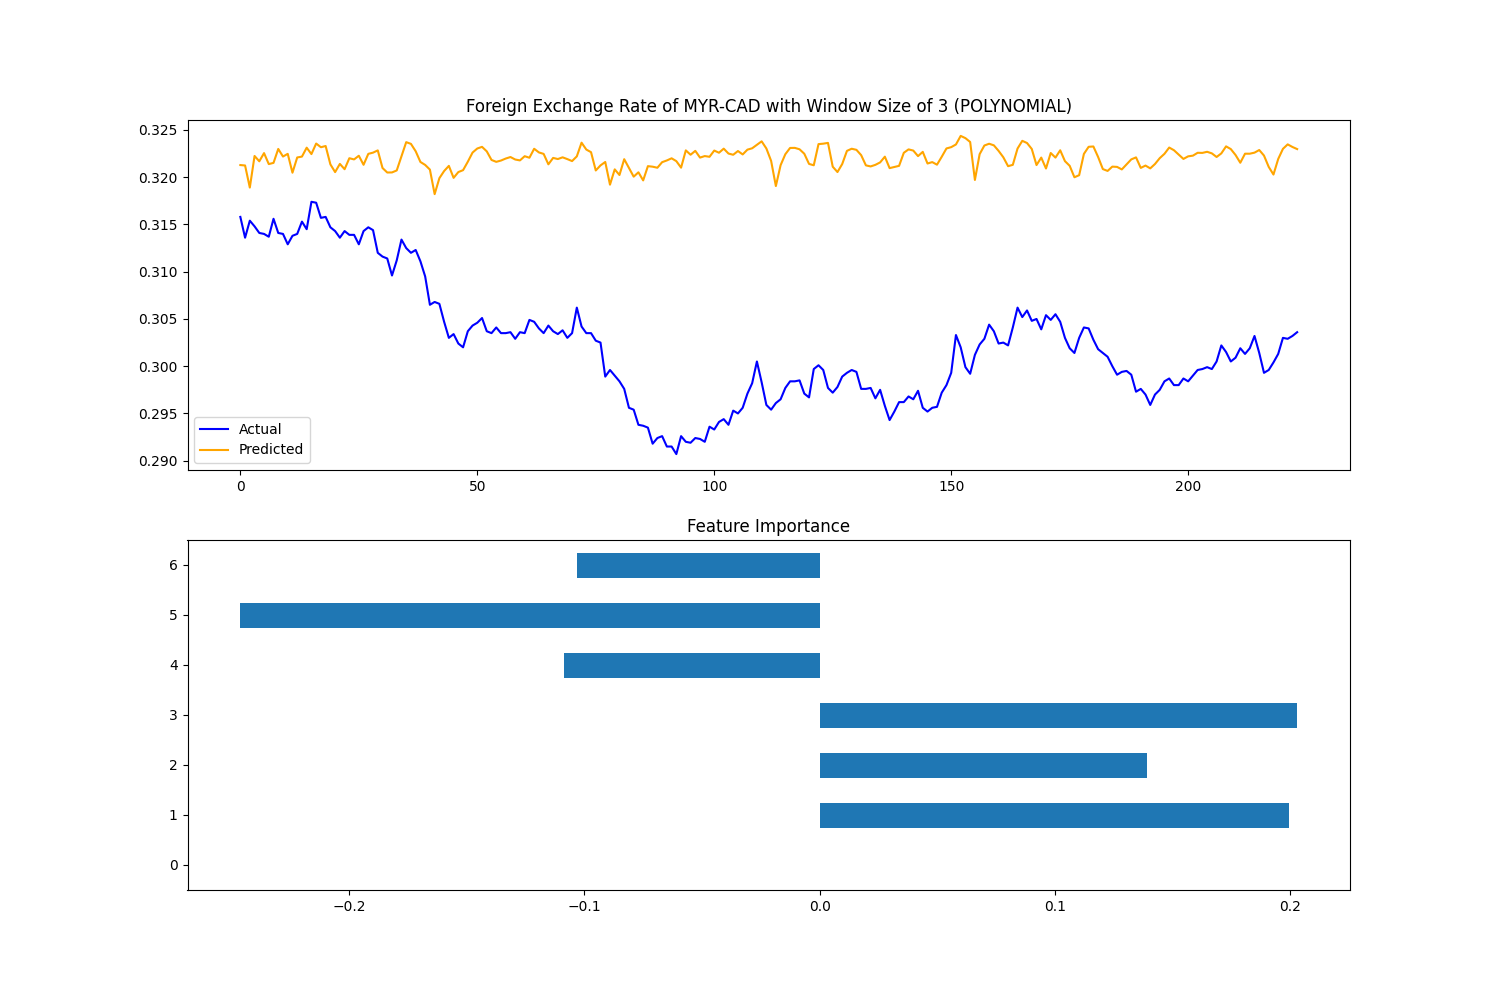 Foreign Exchange Rate of MYR-CAD with Window Size of 3 (POLYNOMIAL)
0.325
0.320
0.315
0.310
0.305
0.300
0.295
0.290
Actual
Predicted
0 50 100 150 200
Feature Importance
6
5
4
3
2
1
0
−0.2 −0.1 0.0 0.1 0.2